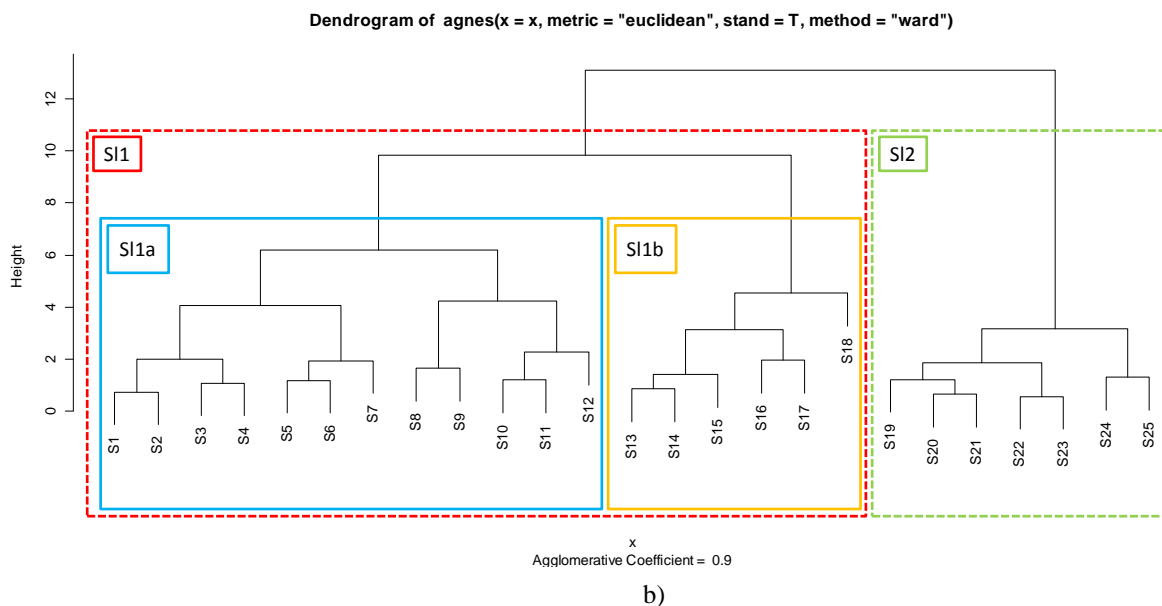 Dendrogram of agnes(x = x, metric = "euclidean", stand = T, method = "ward")
Height
12
10
8
6
4
2
0
Sl1
Sl2
Sl1a
Sl1b
S1
S2
S3
S4
S5
S6
S7
S8
S9
S10
S11
S12
S13
S14
S15
S16
S17
S18
S19
S20
S21
S22
S23
S24
S25
x
Agglomerative Coefficient = 0.9
b)